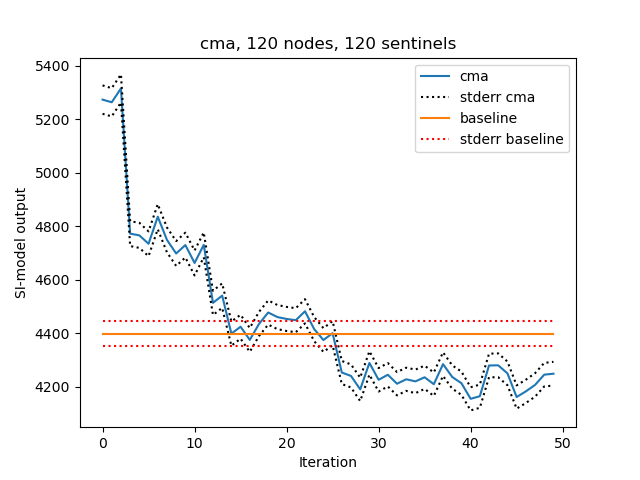 cma, 120 nodes, 120 sentinels
5400
5200
5000
4800
4600
4400
4200
SI-model output
cma
stderr cma
baseline
stderr baseline
0 10 20 30 40 50
Iteration